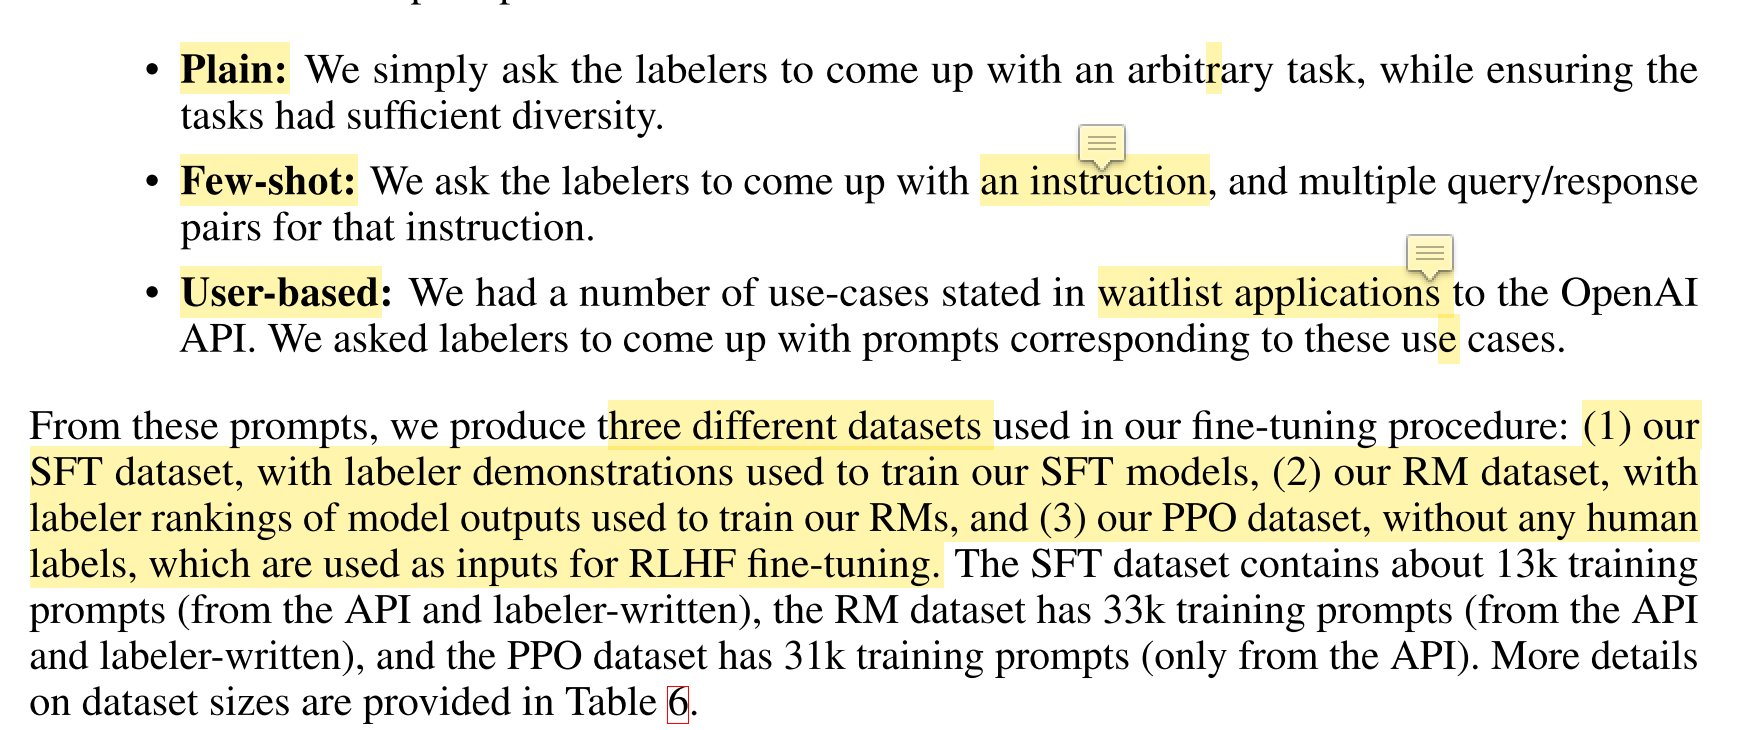 • Plain: We simply ask the labelers to come up with an arbitrary task, while ensuring the
tasks had sufficient diversity.
• Few-shot: We ask the labelers to come up with an instruction, and multiple query/response
pairs for that instruction.
• User-based: We had a number of use-cases stated in waitlist applications to the OpenAI
API. We asked labelers to come up with prompts corresponding to these use cases.
From these prompts, we produce three different datasets used in our fine-tuning procedure: (1) our
SFT dataset, with labeler demonstrations used to train our SFT models, (2) our RM dataset, with
labeler rankings of model outputs used to train our RMs, and (3) our PPO dataset, without any human
labels, which are used as inputs for RLHF fine-tuning. The SFT dataset contains about 13k training
prompts (from the API and labeler-written), the RM dataset has 33k training prompts (from the API
and labeler-written), and the PPO dataset has 31k training prompts (only from the API). More details
on dataset sizes are provided in Table 6.